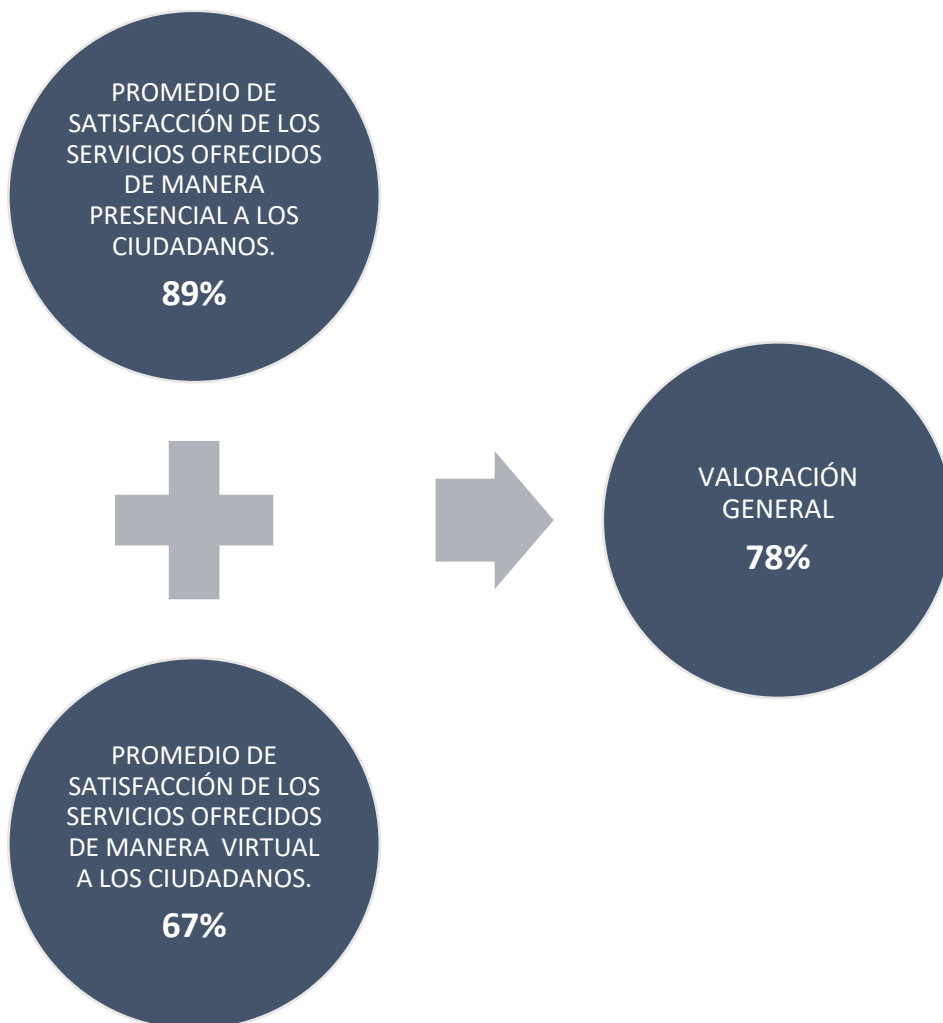 PROMEDIO DE
SATISFACCIÓN DE LOS
SERVICIOS OFRECIDOS
DE MANERA
PRESENCIAL A LOS
CIUDADANOS.
89%
PROMEDIO DE
SATISFACCIÓN DE LOS
SERVICIOS OFRECIDOS
DE MANERA  VIRTUAL
A LOS CIUDADANOS.
67%
VALORACIÓN
GENERAL
78%